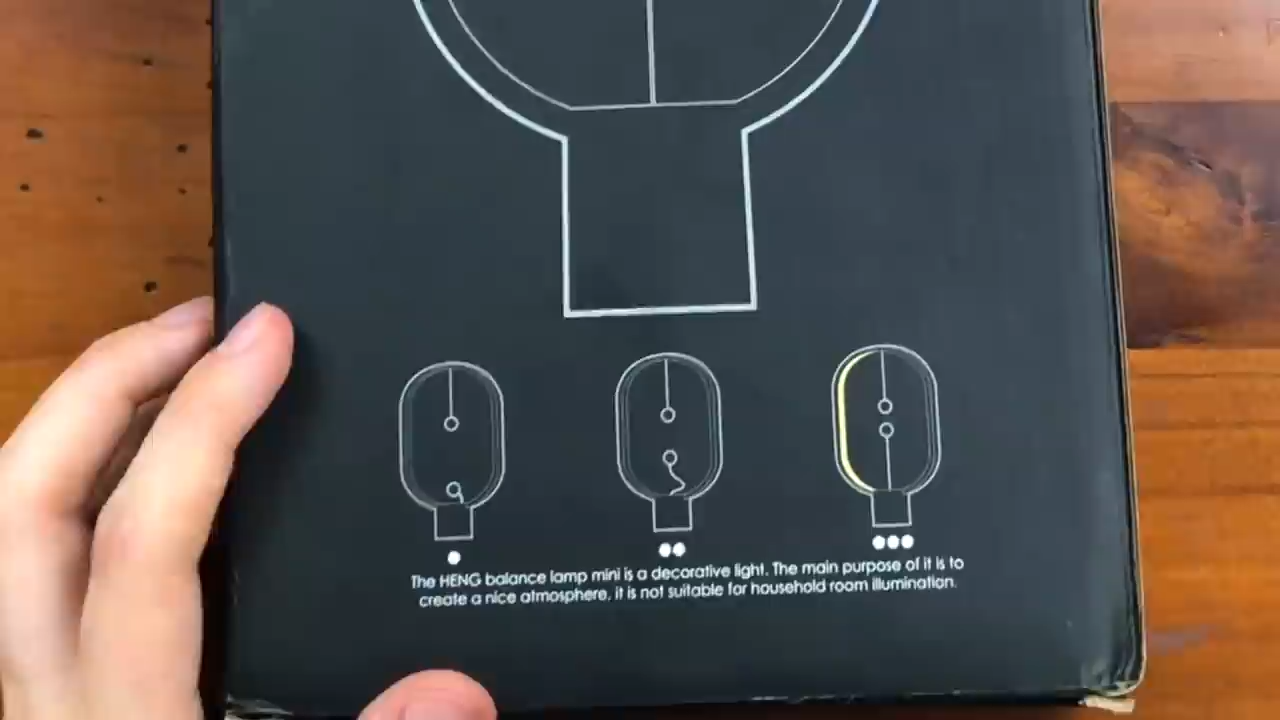 The HENG balance lamp mini is a decorative light. The main purpose of it is to
create a nice atmosphere, it is not suitable for household room illumination.